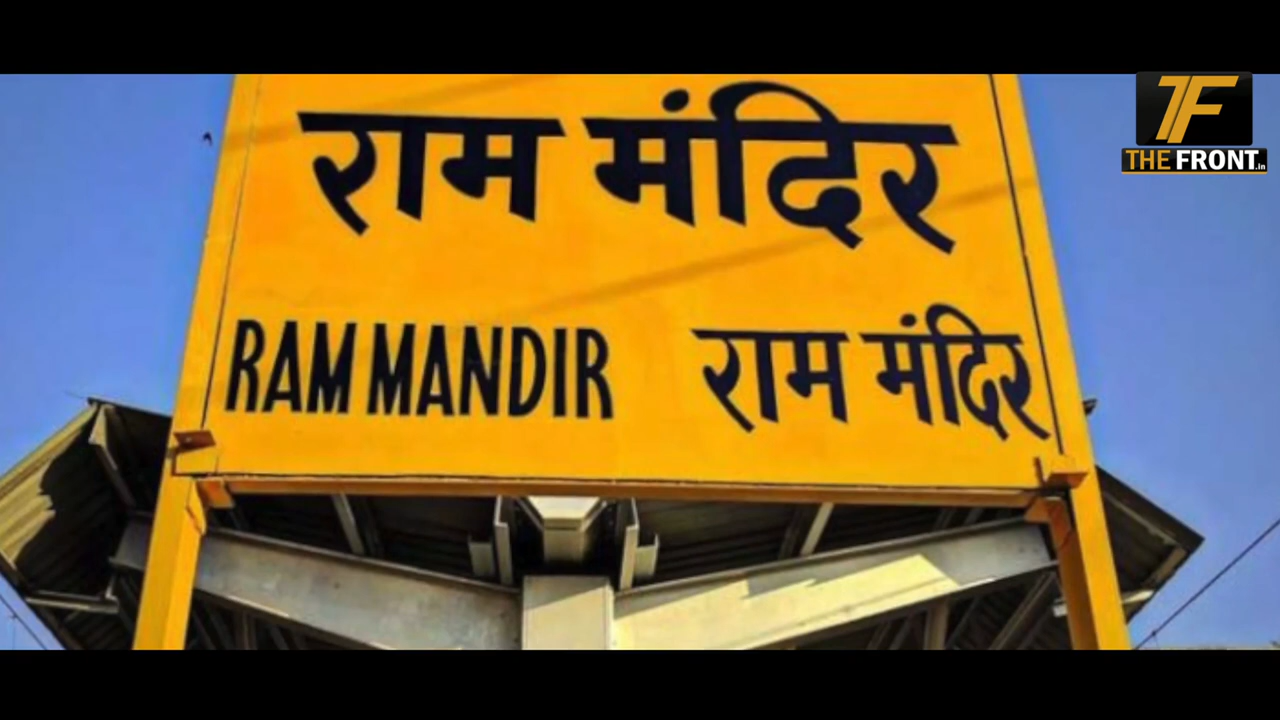 राम मंदिर
RAM MANDIR राम मंदिर
TF
THE FRONT.in